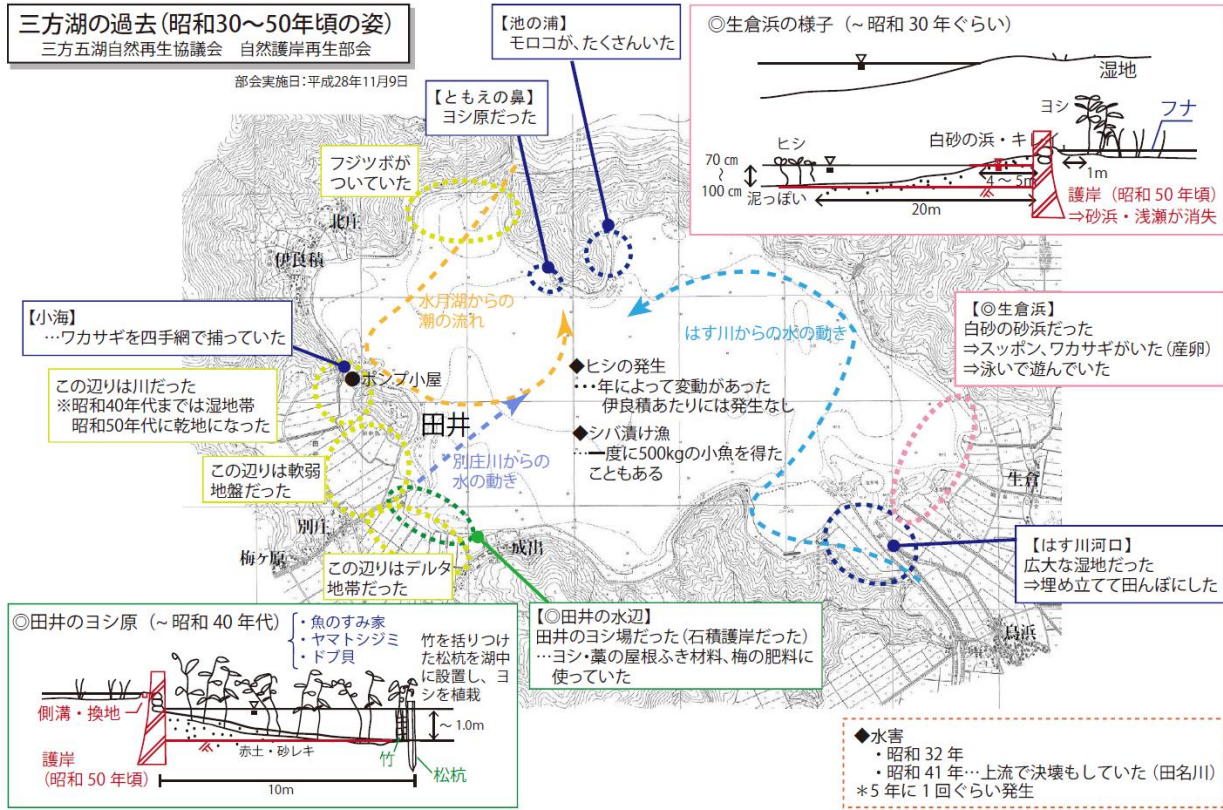 三方湖の過去(昭和30～50年頃の姿)
三方五湖自然再生協議会　自然護岸再生部会
部会実施日:平成28年11月9日
【池の浦】
モロコが、たくさんいた
【ともえの鼻】
ヨシ原だった
フジツボが
ついていた
◎生倉浜の様子（～昭和 30 年ぐらい）
湿地
ヨシ
フナ
白砂の浜・キ
ヒシ
70 cm
～
100 cm
泥っぽい
4 ～ 5m
1m
20m
護岸（昭和 50 年頃）
⇒砂浜・浅瀬が消失
北庄
伊良積
水月湖からの
潮の流れ
はす川からの水の動き
【小海】
…ワカサギを四手網で捕っていた
ポンプ小屋
この辺りは川だった
※昭和40年代までは湿地帯
昭和50年代に乾地になった
田井
◆ヒシの発生
…年によって変動があった
伊良積あたりには発生なし
◆シバ漬け漁
…一度に500kgの小魚を得た
こともある
別庄川からの
水の動き
この辺りは軟弱
地盤だった
【◎生倉浜】
白砂の砂浜だった
⇒スッポン、ワカサギがいた（産卵）
⇒泳いで遊んでいた
生倉
別庄
梅ヶ原
成出
この辺りはデルタ
地帯だった
【はす川河口】
広大な湿地だった
⇒埋め立てて田んぼにした
鳥浜
【◎田井の水辺】
田井のヨシ場だった（石積護岸だった）
…ヨシ・藁の屋根ふき材料、梅の肥料に
使っていた
◎田井のヨシ原（～昭和 40 年代）
・魚のすみ家
・ヤマトシジミ
・ドブ貝
竹を括りつけ
た松杭を湖中
に設置し、ヨ
シを植栽
側溝・換地
～ 1.0m
赤土・砂レキ
竹
松杭
護岸
（昭和 50 年頃）
10m
◆水害
・昭和 32 年
・昭和 41 年…上流で決壊もしていた（田名川）
＊5 年に 1 回ぐらい発生